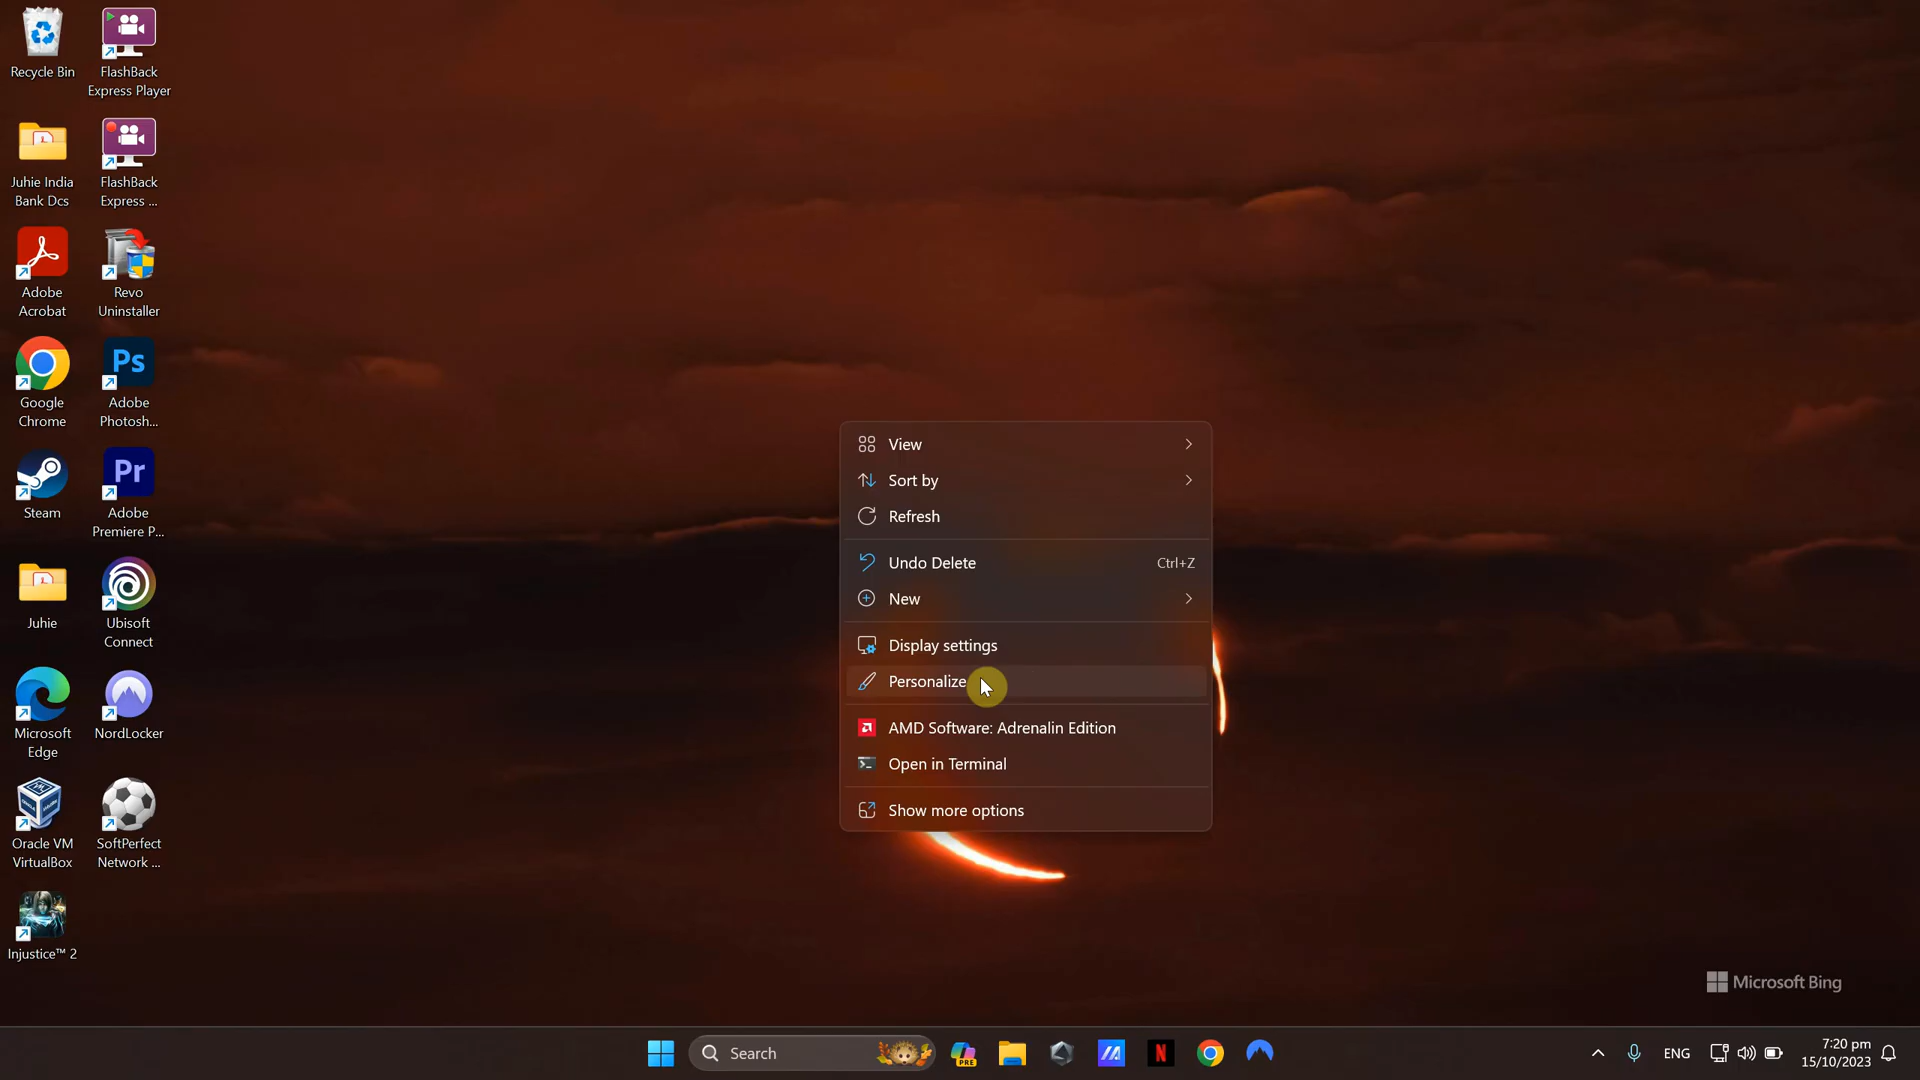 Recycle Bin
FlashBack
Express Player
Juhie India
Bank Dcs
FlashBack
Express ...
Adobe
Acrobat
Revo
Uninstaller
Google
Chrome
Ps
Adobe
Photosh...
Steam
Pr
Adobe
Premiere P...
Juhie
Ubisoft
Connect
Microsoft
Edge
NordLocker
Oracle VM
VirtualBox
SoftPerfect
Network ...
Injustice™ 2
View
Sort by
Refresh
Undo Delete Ctrl+Z
New
Display settings
Personalize
AMD Software: Adrenalin Edition
Open in Terminal
Show more options
Microsoft Bing
Search
PRE
N
ENG
7:20 pm
15/10/2023